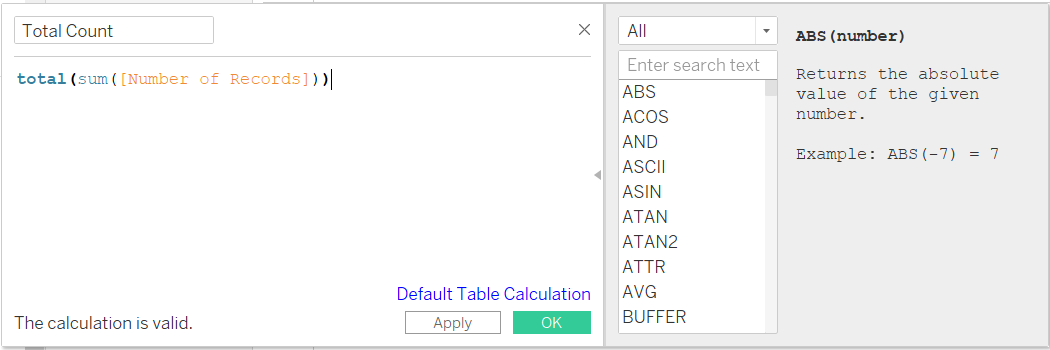 Total Count
total(sum([Number of Records]))
Default Table Calculation
The calculation is valid.
Apply
OK
All
Enter search text
ABS
ACOS
AND
ASCII
ASIN
ATAN
ATAN2
ATTR
AVG
BUFFER
ABS(number)
Returns the absolute
value of the given
number.
Example: ABS(-7) = 7